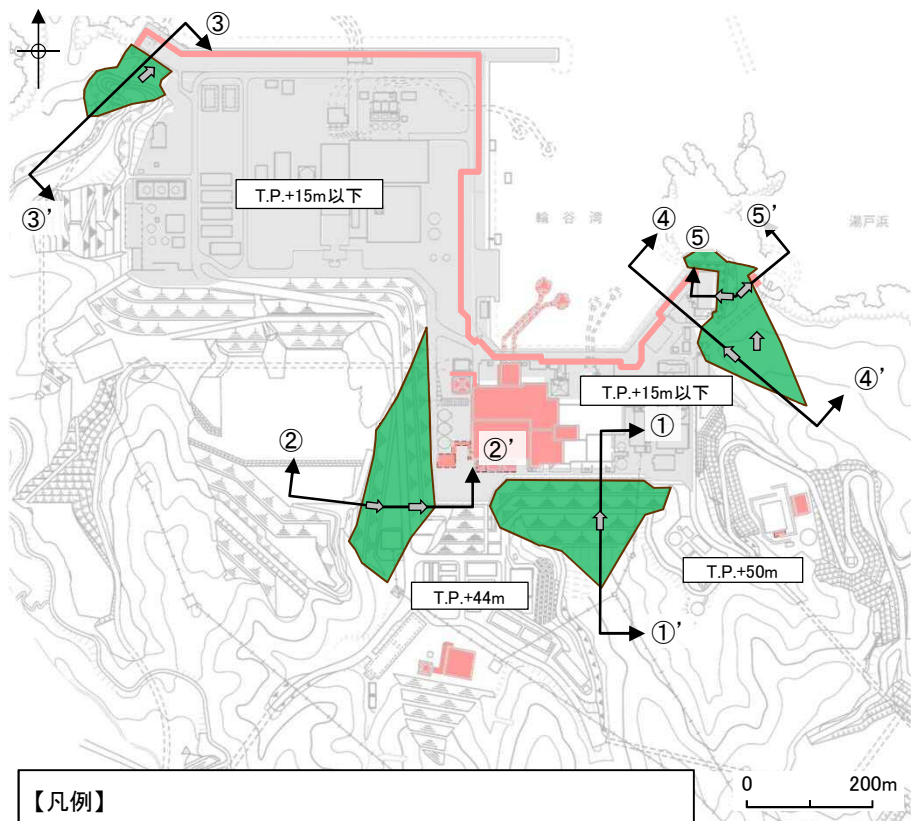 ③
③'
T.P.+15m以下
輪谷湾
④
⑤
⑤'
湯戸浜
T.P.+15m以下
④'
①
②
②'
T.P.+50m
T.P.+44m
①'
【凡例】
0 200m